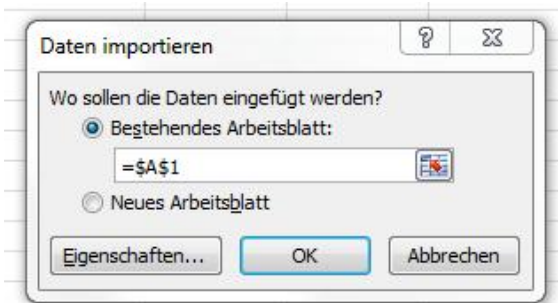 Daten importieren
Wo sollen die Daten eingefügt werden?
Bestehendes Arbeitsblatt:
=$A$1
Neues Arbeitsblatt
Eigenschaften... OK Abbrechen